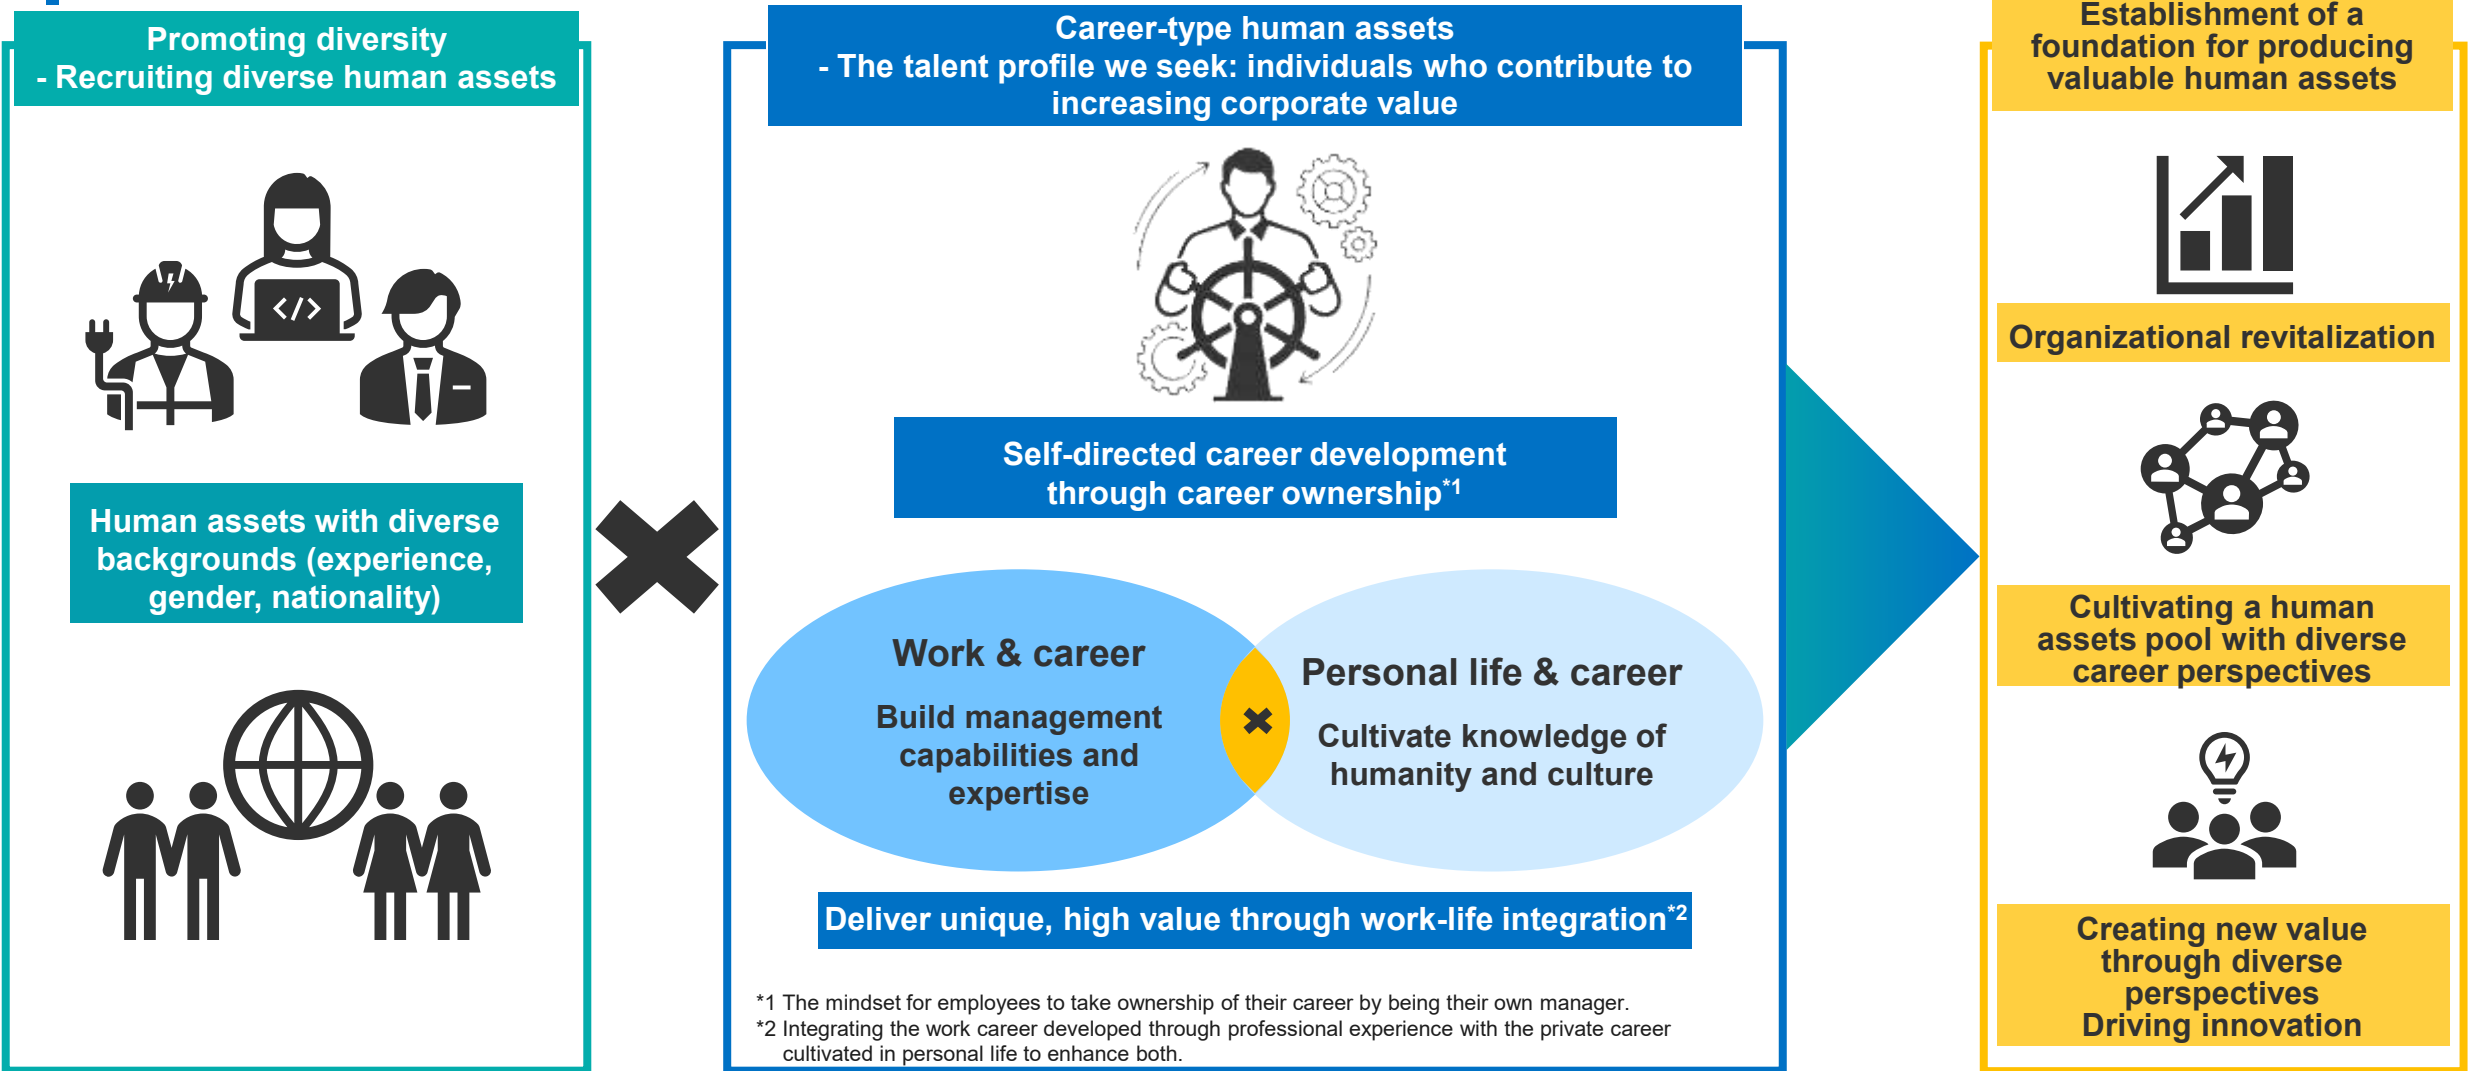 Promoting diversity
- Recruiting diverse human assets
Human assets with diverse
backgrounds (experience,
gender, nationality)
Career-type human assets
- The talent profile we seek: individuals who contribute to
increasing corporate value
Self-directed career development
through career ownership*1
Work & career
Build management
capabilities and
expertise
Personal life & career
Cultivate knowledge of
humanity and culture
Deliver unique, high value through work-life integration*2
*1 The mindset for employees to take ownership of their career by being their own manager.
*2 Integrating the work career developed through professional experience with the private career
cultivated in personal life to enhance both.
Establishment of a
foundation for producing
valuable human assets
Organizational revitalization
Cultivating a human
assets pool with diverse
career perspectives
Creating new value
through diverse
perspectives
Driving innovation